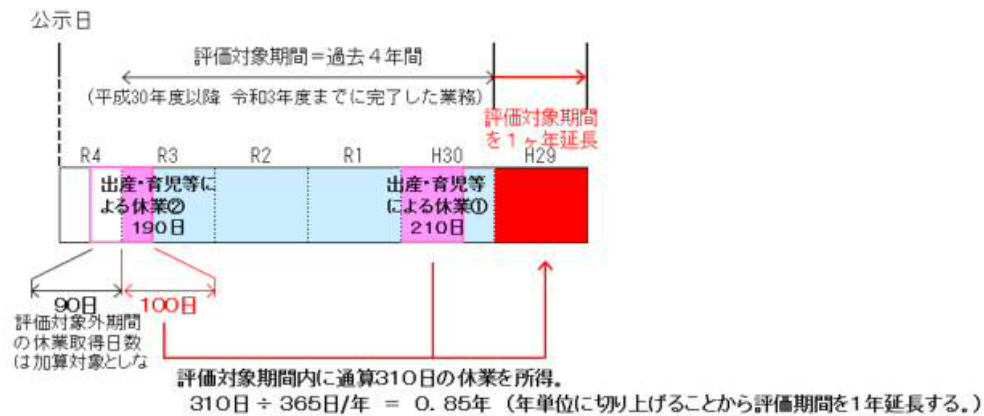 公示日
評価対象期間＝過去４年間
(平成30年度以降 令和3年度までに完了した業務)
評価対象期間
を１ヶ年延長
R4 R3 R2 R1 H30 H29
出産・育児等に
よる休業②
190日
出産・育児等
による休業①
210日
90日 100日
評価対象外期間
の休業取得日数
は加算対象としな
評価対象期間内に通算310日の休業を所得。
310日 ÷ 365日/年 ＝ 0. 85年 （年単位に切り上げることから評価期間を1年延長する。）